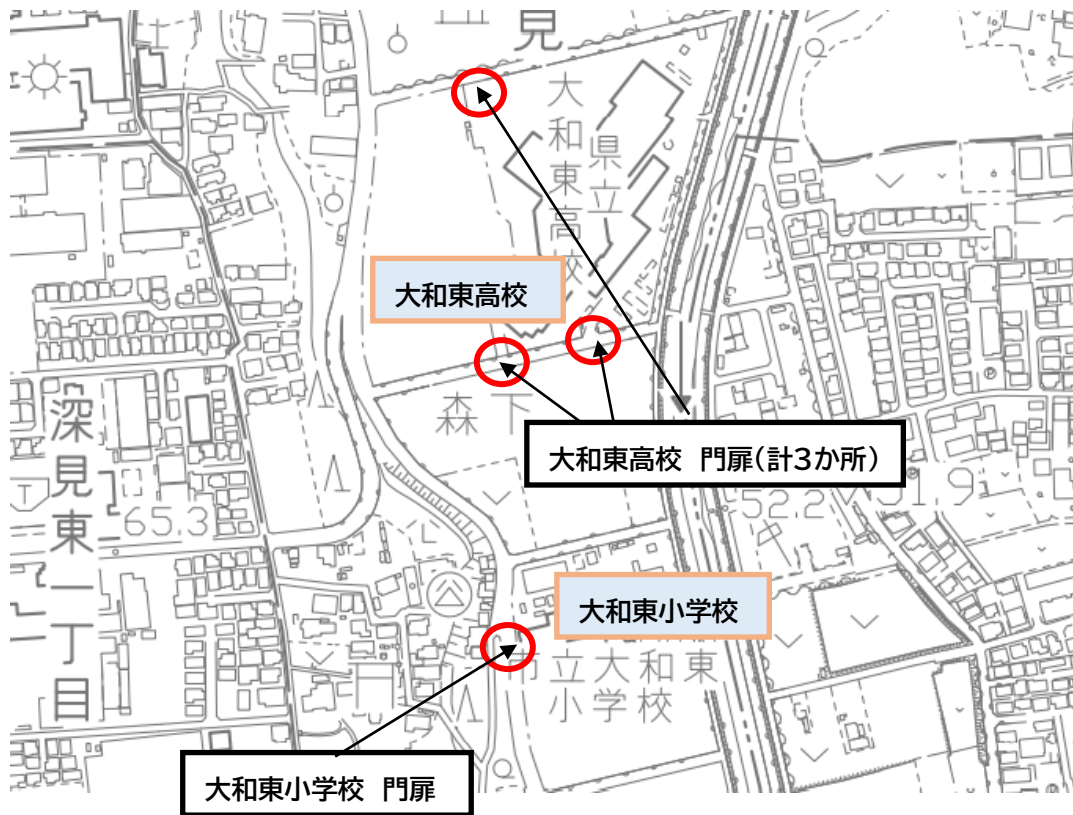 見
大和東高校
県立
大和東高校
森下
大和東高校 門扉(計3か所)
深見東一丁目
65.3
52.2
51.9
大和東小学校
市立大和東
小学校
大和東小学校 門扉